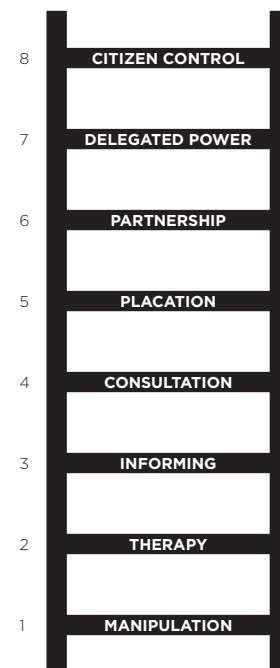 8 CITIZEN CONTROL
7 DELEGATED POWER
6 PARTNERSHIP
5 PLACATION
4 CONSULTATION
3 INFORMING
2 THERAPY
1 MANIPULATION